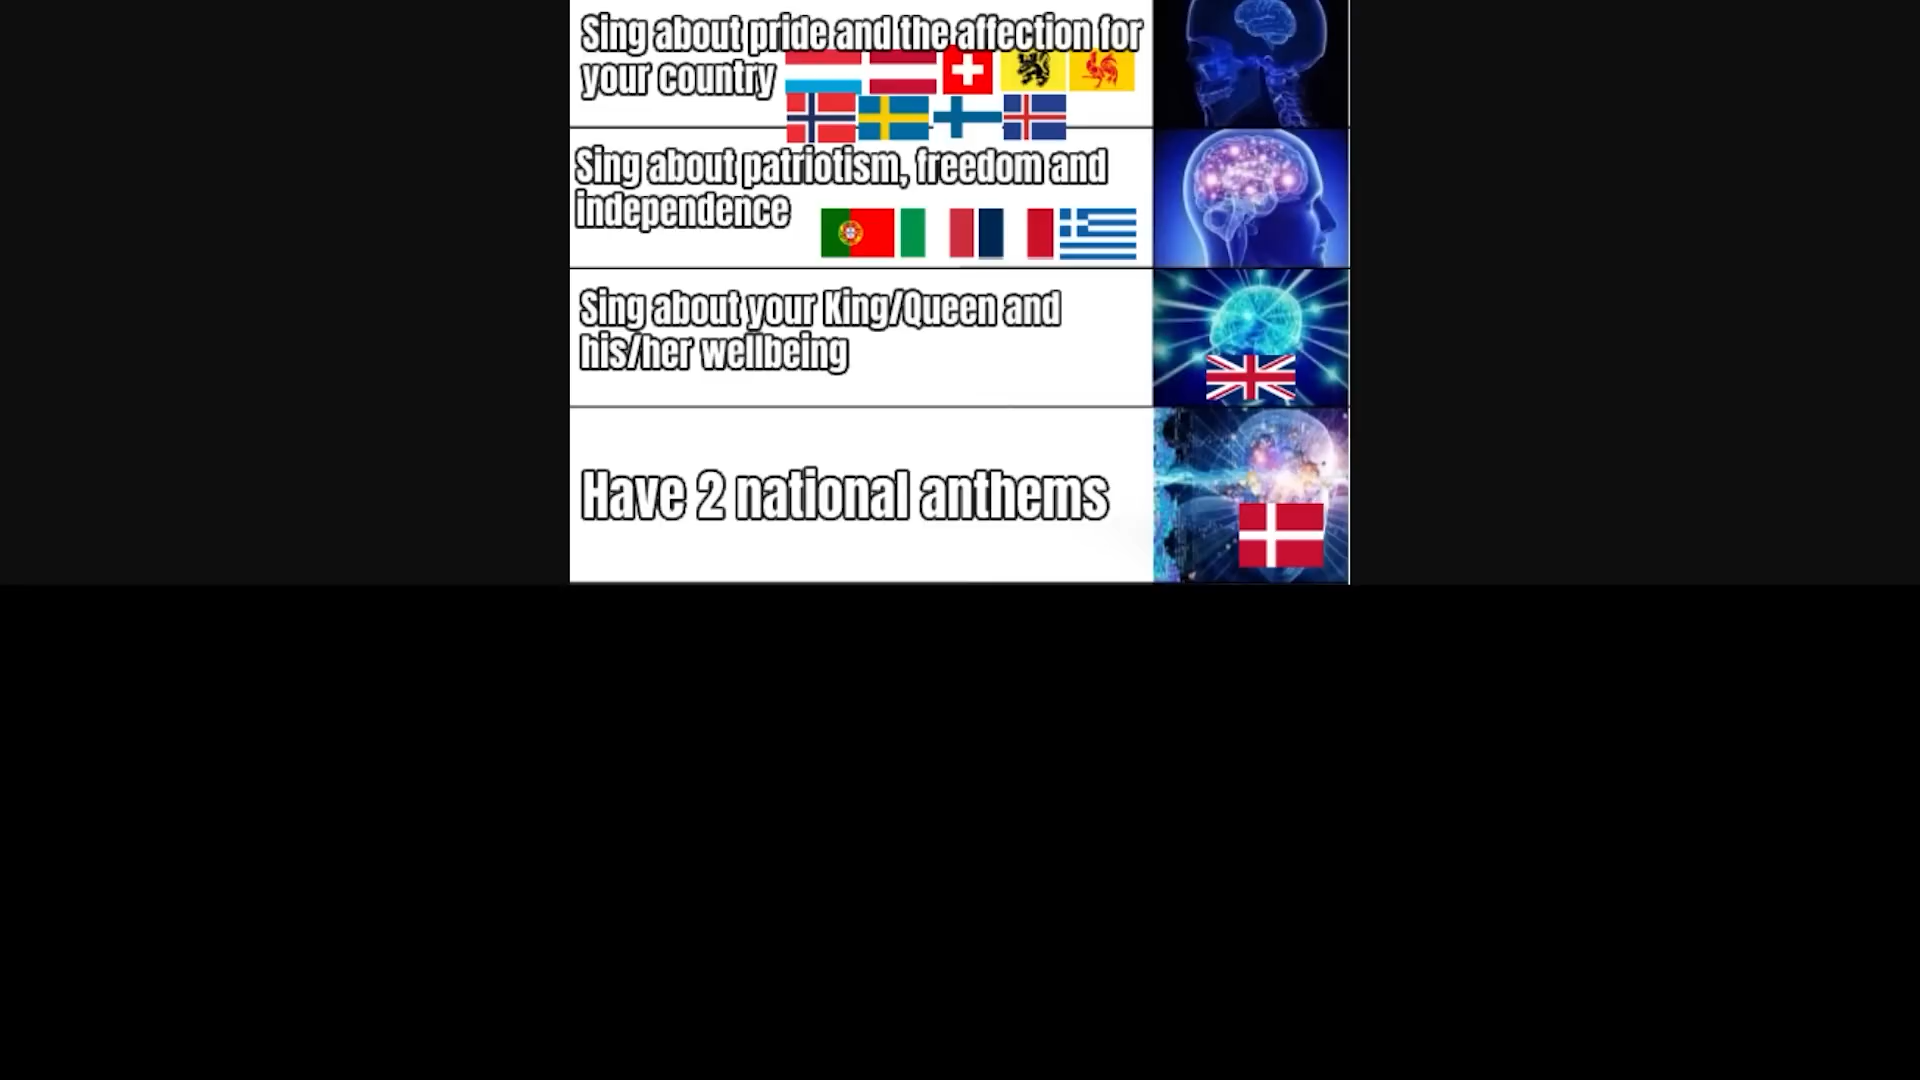 Sing about pride and the affection for
your country
Sing about patriotism, freedom and
independence
Sing about your King/Queen and
his/her wellbeing
Have 2 national anthems